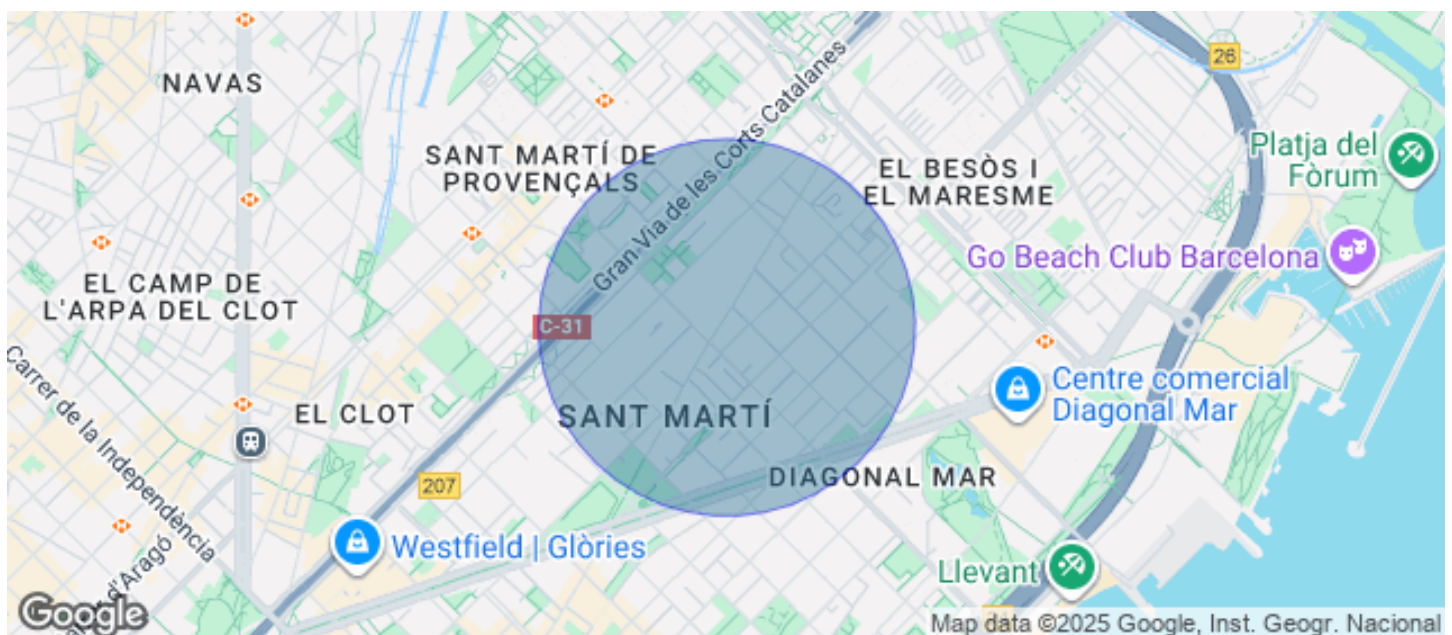 NAVAS
26
SANT MARTÍ DE
PROVENÇALS
Gran Via de les Corts Catalanes
EL BESÒS I
EL MARESME
Platja del
Fòrum
Go Beach Club Barcelona
EL CAMP DE
L'ARPA DEL CLOT
C-31
Carrer de la Independència
Centre comercial
Diagonal Mar
EL CLOT
SANT MARTÍ
DIAGONAL MAR
207
Westfield | Glòries
Llevant
d'Aragó
Google
Map data ©2025 Google, Inst. Geogr. Nacional